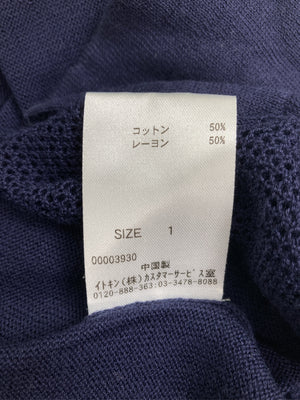 コットン 50%
レーヨン 50%
SIZE 1
00003930
中国製
イトキン(株)カスタマーサービス室
0120-888-363:03-3478-8088